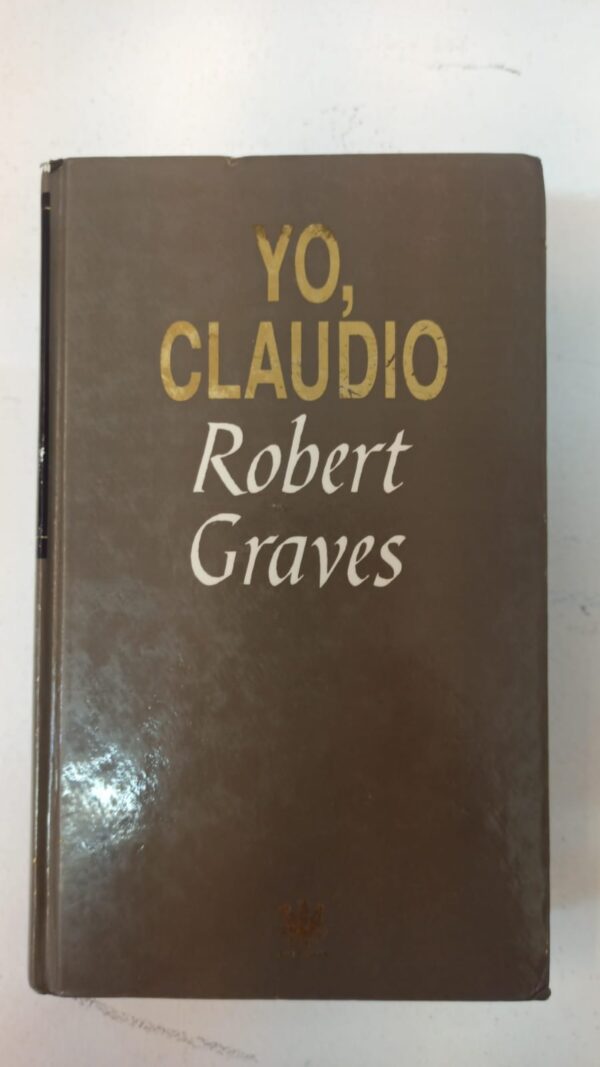 YO,
CLAUDIO
Robert
Graves